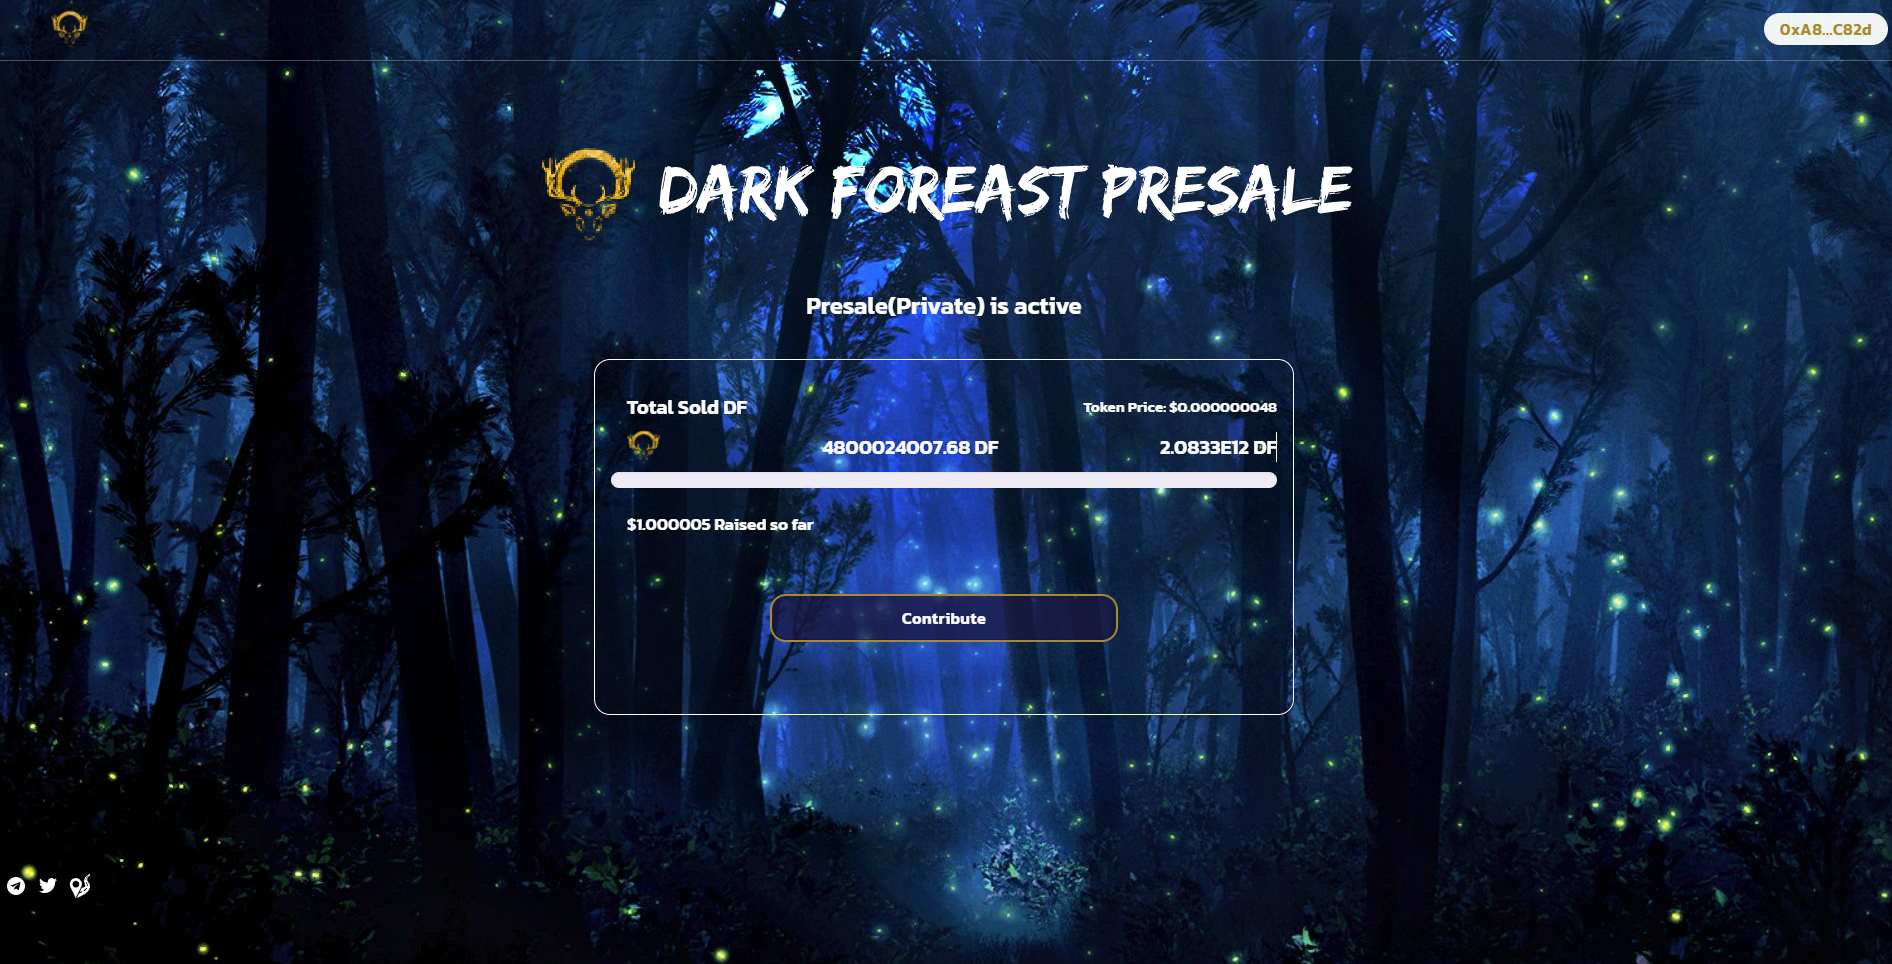 0xA8...C82d
DARK FOREAST PRESALE
Presale(Private) is active
Total Sold DF
Token Price: $0.000000048
4800024007.68 DF
2.0833E12 DF
$1.000005 Raised so far
Contribute